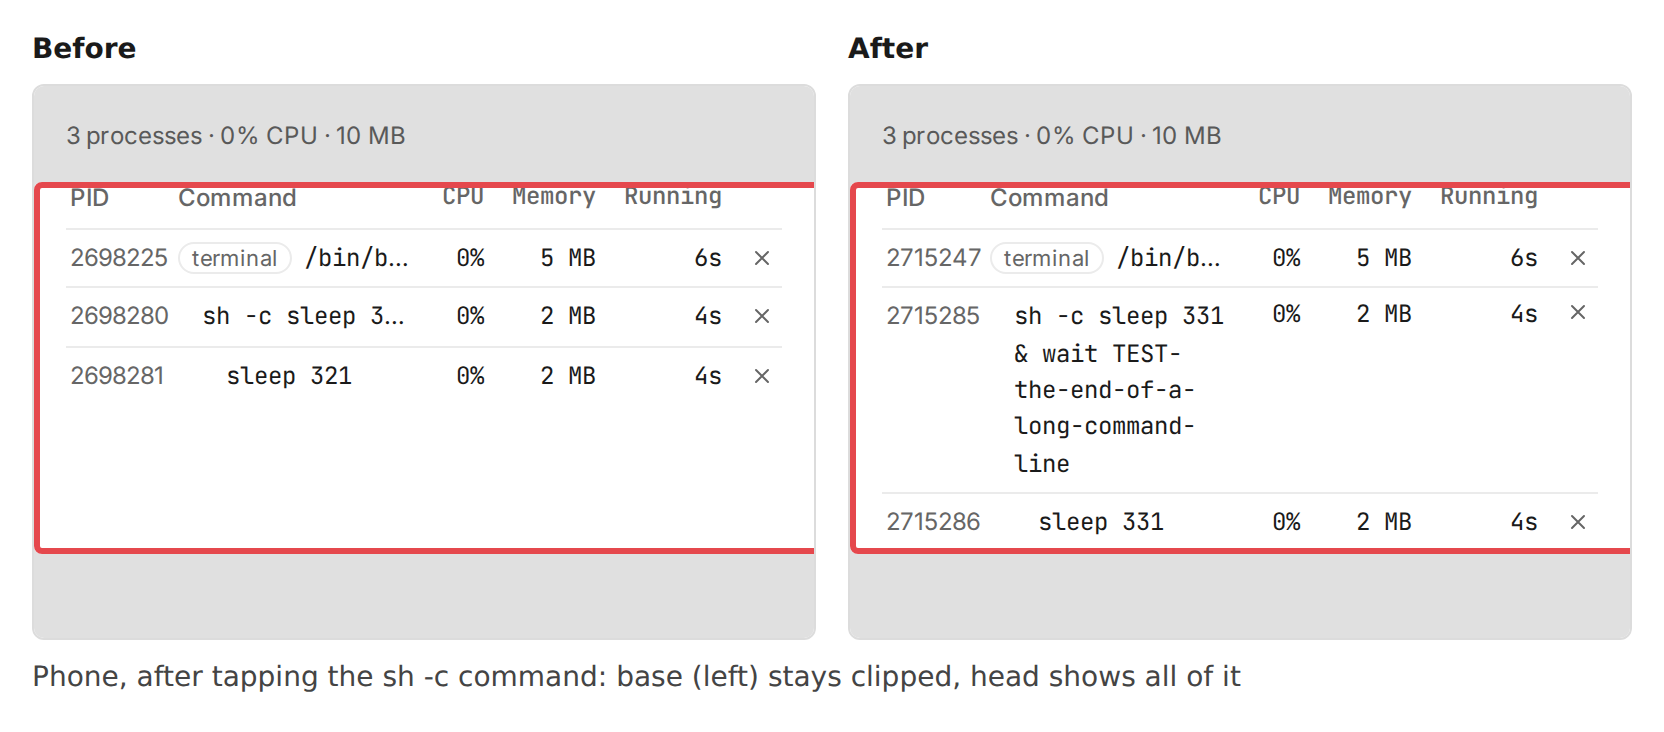 Before
3 processes · 0% CPU · 10 MB
PID Command CPU Memory Running
2698225 terminal /bin/b... 0% 5 MB 6s ×
2698280 sh -c sleep 3... 0% 2 MB 4s ×
2698281 sleep 321 0% 2 MB 4s ×
After
3 processes · 0% CPU · 10 MB
PID Command CPU Memory Running
2715247 terminal /bin/b... 0% 5 MB 6s ×
2715285 sh -c sleep 331 0% 2 MB 4s ×
& wait TEST-
the-end-of-a-
long-command-
line
2715286 sleep 331 0% 2 MB 4s ×
Phone, after tapping the sh -c command: base (left) stays clipped, head shows all of it